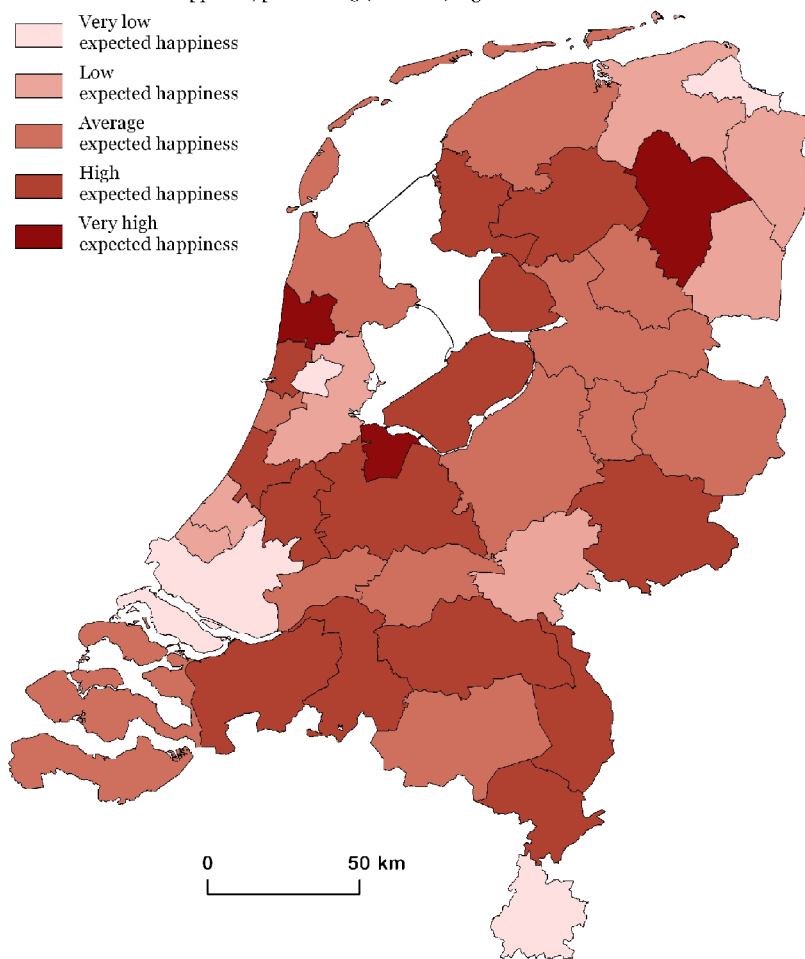 Very low
expected happiness
Low
expected happiness
Average
expected happiness
High
expected happiness
Very high
expected happiness
0 50 km